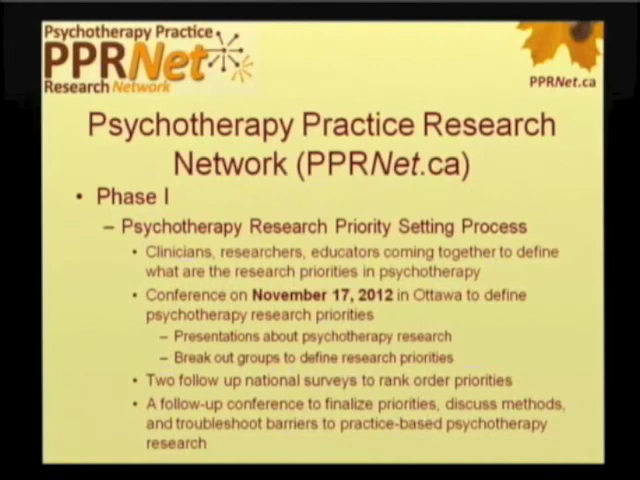 Psychotherapy Practice
PPRNet
Research Network
PPRNet.ca
Psychotherapy Practice Research
Network (PPRNet.ca)
• Phase I
– Psychotherapy Research Priority Setting Process
• Clinicians, researchers, educators coming together to define
what are the research priorities in psychotherapy
• Conference on November 17, 2012 in Ottawa to define
psychotherapy research priorities
– Presentations about psychotherapy research
– Break out groups to define research priorities
• Two follow up national surveys to rank order priorities
• A follow-up conference to finalize priorities, discuss methods,
and troubleshoot barriers to practice-based psychotherapy
research